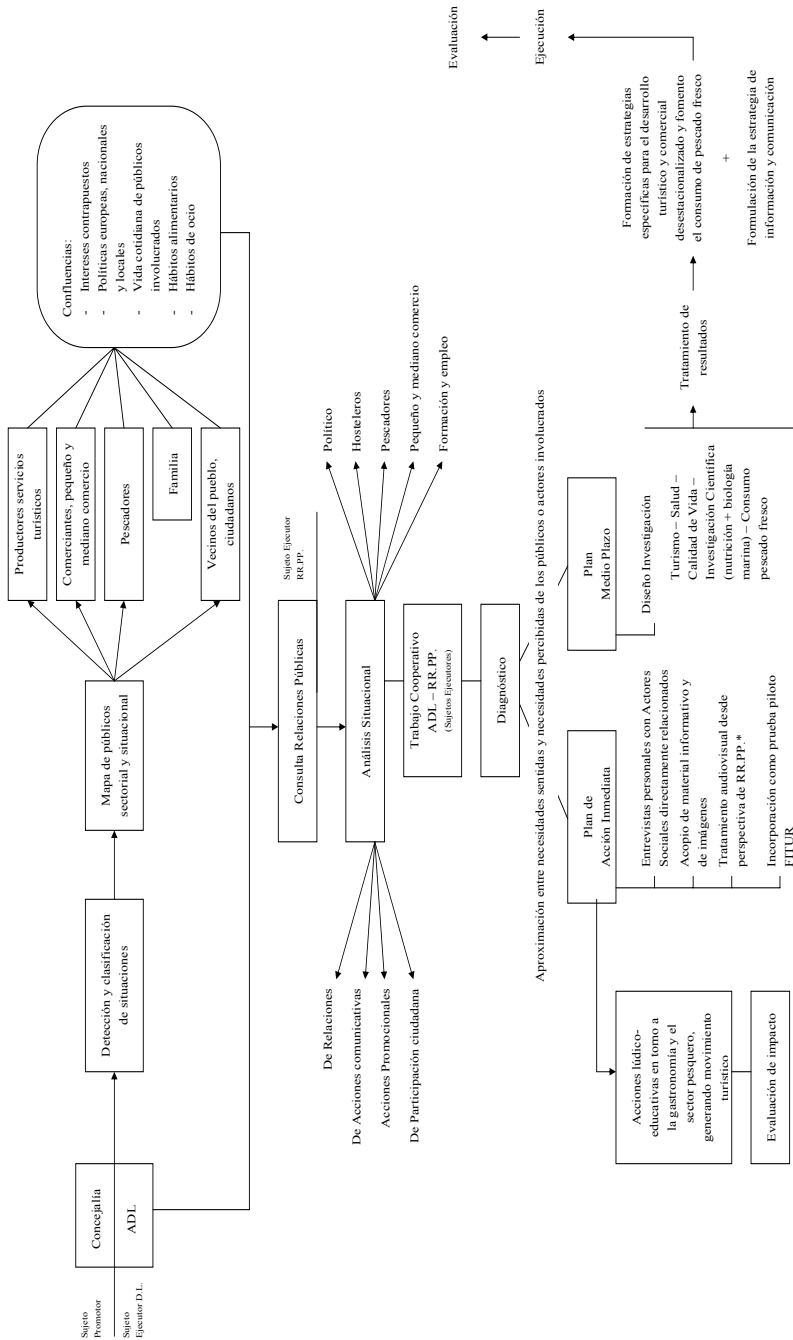 Sujeto
Promotor
Sujeto
Ejecutor D.L.
Concejalía
ADL
Detección y clasificación
de situaciones
Mapa de públicos
sectorial y situacional
Productores servicios
turísticos
Comerciantes, pequeño y
mediano comercio
Pescadores
Familia
Vecinos del pueblo,
ciudadanos
Confluencias:
- Intereses contrapuestos
- Políticas europeas, nacionales
y locales
- Vida cotidiana de públicos
involucrados
- Hábitos alimentarios
- Hábitos de ocio
Consulta Relaciones Públicas
Sujeto Ejecutor
RR.PP.
Análisis Situacional
De Relaciones
De Acciones comunicativas
Acciones Promocionales
De Participación ciudadana
Político
Hosteleros
Pescadores
Pequeño y mediano comercio
Formación y empleo
Trabajo Cooperativo
ADL – RR.PP.
(Sujetos Ejecutores)
Diagnóstico
Aproximación entre necesidades sentidas y necesidades percibidas de los públicos o actores involucrados
Plan de
Acción Inmediata
Entrevistas personales con Actores
Sociales directamente relacionados
Acopio de material informativo y
de imágenes
Tratamiento audiovisual desde
perspectiva de RR.PP. *
Incorporación como prueba piloto
FITUR
Acciones lúdico-
educativas en torno a
la gastronomía y el
sector pesquero,
generando movimiento
turístico
Evaluación de impacto
Plan
Medio Plazo
Diseño Investigación
Turismo – Salud –
Calidad de Vida –
Investigación Científica
(nutrición + biología
marina) – Consumo
pescado fresco
Tratamiento de
resultados
Formación de estrategias
específicas para el desarrollo
turístico y comercial
desestacionalizado y fomento
el consumo de pescado fresco
+
Formulación de la estrategia de
información y comunicación
Ejecución
Evaluación